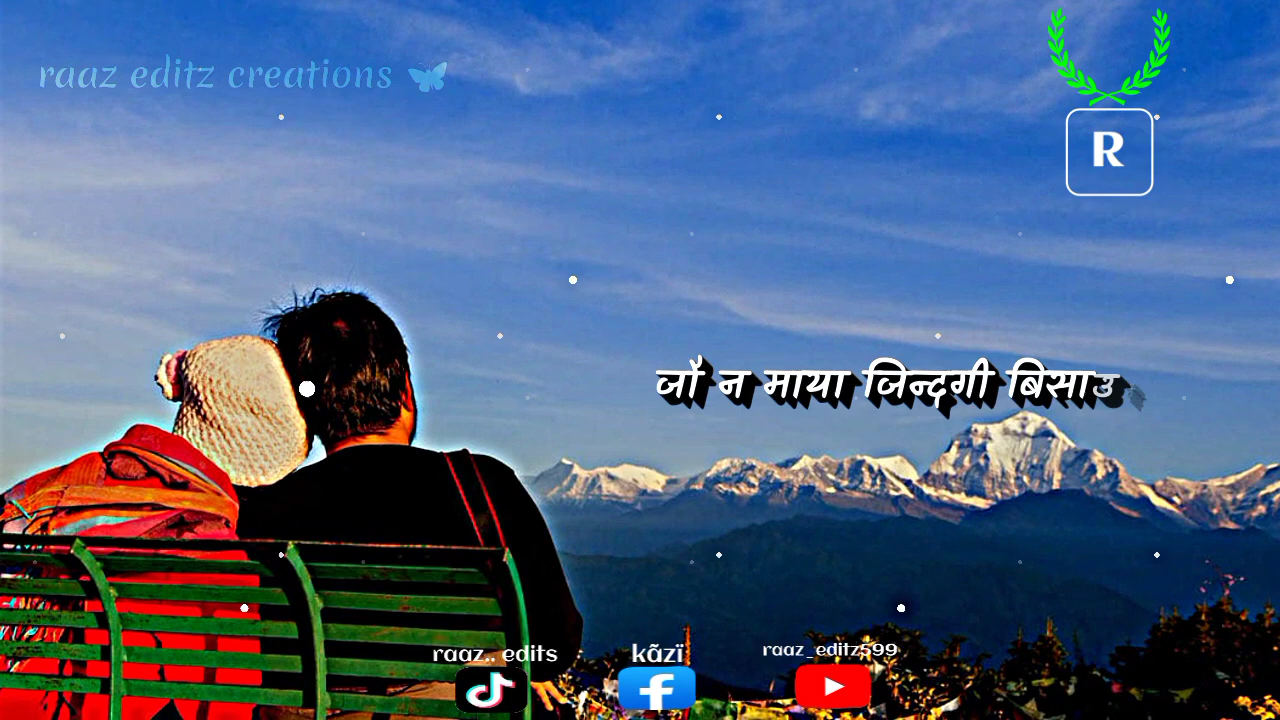 raaz editz creations
R
जौ न माया जिन्दगी बिसाउ
raaz.. edits
kãzï
raaz_editz599